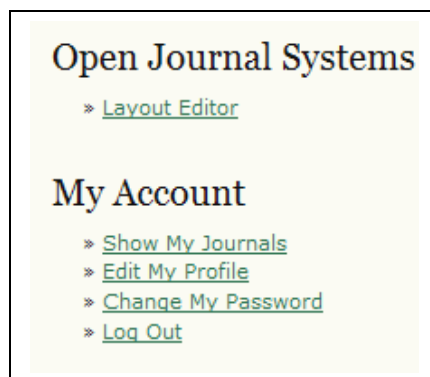 Open Journal Systems
» Layout Editor
My Account
» Show My Journals
» Edit My Profile
» Change My Password
» Log Out